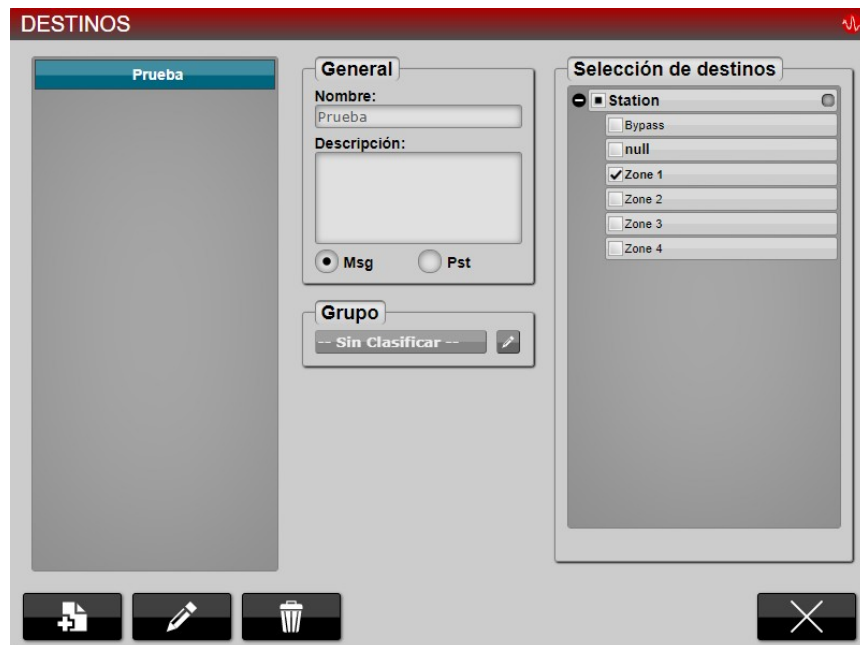 DESTINOS
Prueba
General
Nombre:
Prueba
Descripción:
Msg Pst
Grupo
-- Sin Clasificar --
Selección de destinos
Station
Bypass
null
Zone 1
Zone 2
Zone 3
Zone 4